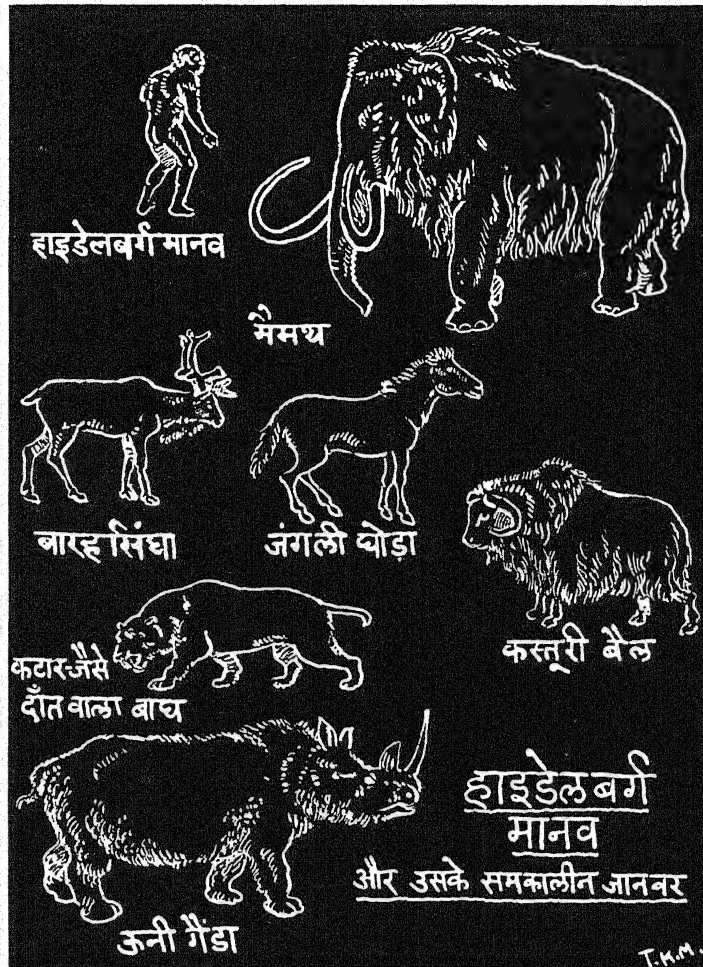 हाइडेलबर्ग मानव
मैमथ
बारहसिंघा
जंगली घोड़ा
कस्तूरी बैल
कटार-जैसे
दाँत वाला बाघ
ऊनी गैंडा
हाइडेलबर्ग
मानव
और उसके समकालीन जानवर
T.K.M.